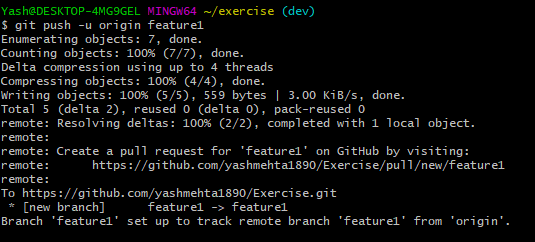 Yash@DESKTOP-4MG9GEL MINGW64 ~/exercise (dev)
$ git push -u origin feature1
Enumerating objects: 7, done.
Counting objects: 100% (7/7), done.
Delta compression using up to 4 threads
Compressing objects: 100% (4/4), done.
Writing objects: 100% (5/5), 559 bytes | 3.00 KiB/s, done.
Total 5 (delta 2), reused 0 (delta 0), pack-reused 0
remote: Resolving deltas: 100% (2/2), completed with 1 local object.
remote:
remote: Create a pull request for 'feature1' on GitHub by visiting:
remote:      https://github.com/yashmehta1890/Exercise/pull/new/feature1
remote:
To https://github.com/yashmehta1890/Exercise.git
 * [new branch]      feature1 -> feature1
Branch 'feature1' set up to track remote branch 'feature1' from 'origin'.